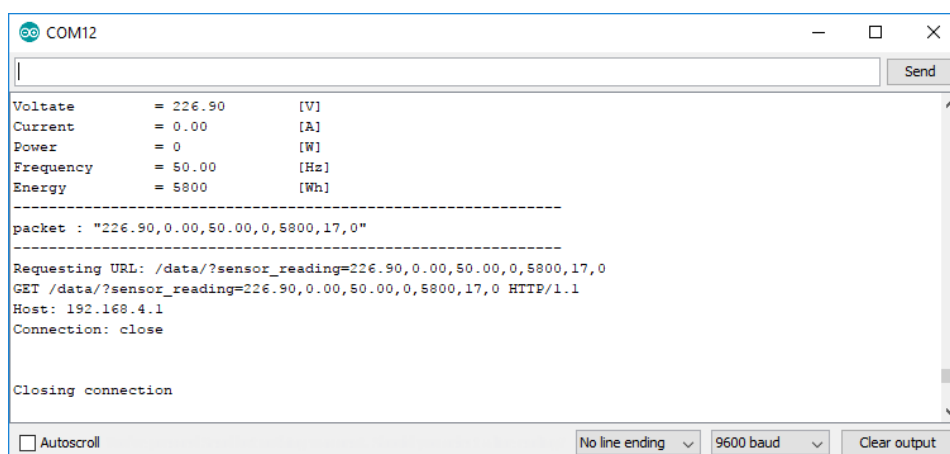 COM12
Send
Voltate = 226.90 [V]
Current = 0.00 [A]
Power = 0 [W]
Frequency = 50.00 [Hz]
Energy = 5800 [Wh]
--------------------------------------------------------------
packet : "226.90,0.00,50.00,0,5800,17,0"
--------------------------------------------------------------
Requesting URL: /data/?sensor_reading=226.90,0.00,50.00,0,5800,17,0
GET /data/?sensor_reading=226.90,0.00,50.00,0,5800,17,0 HTTP/1.1
Host: 192.168.4.1
Connection: close
Closing connection
Autoscroll No line ending 9600 baud Clear output